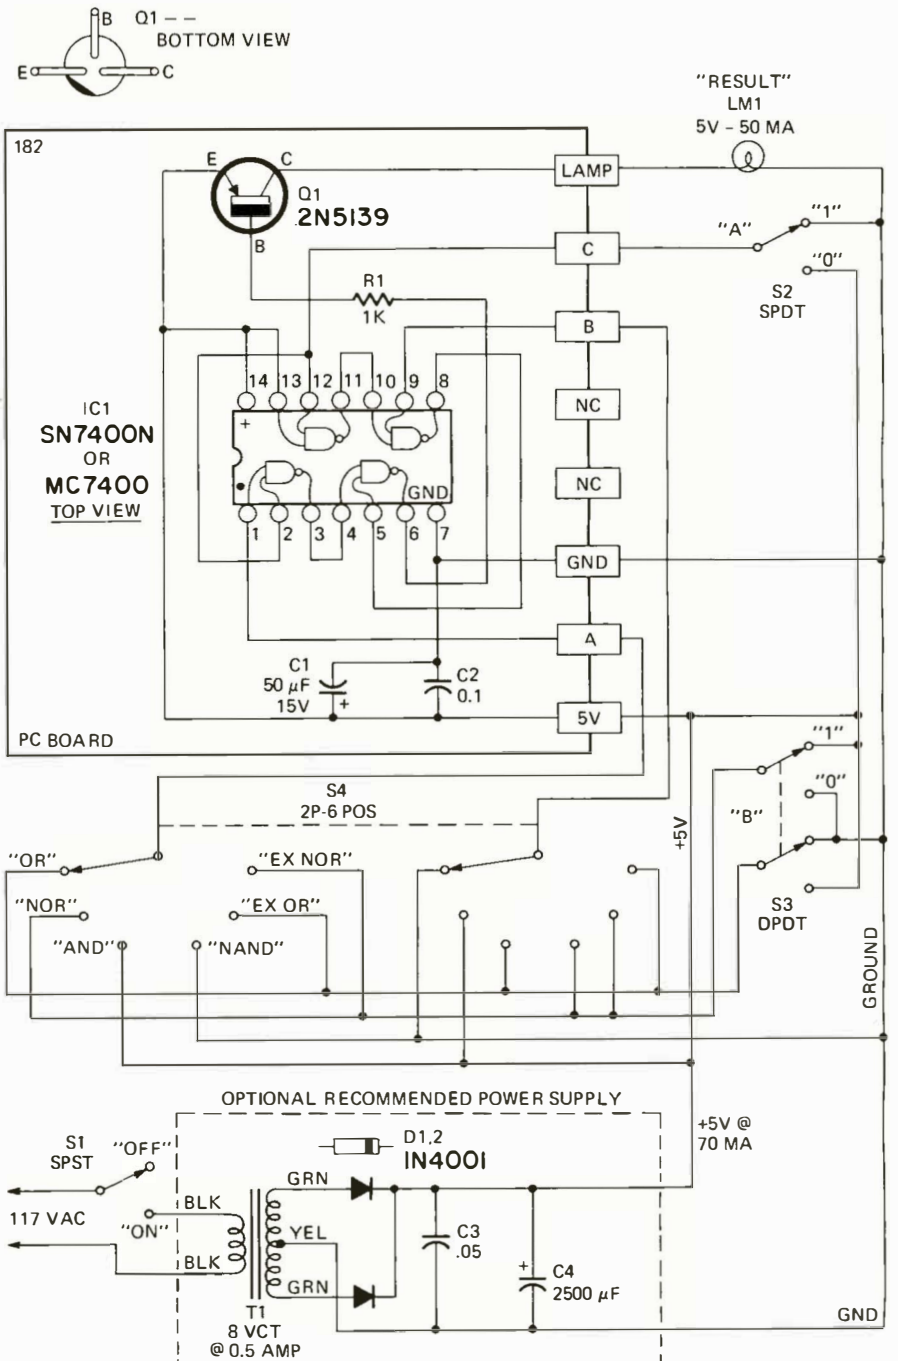 B
Q1 – –
BOTTOM VIEW
E
C
"RESULT"
LM1
5V – 50 MA
182
E
C
LAMP
Q1
2N5139
"1"
"A"
B
C
"0"
R1
S2
1K
SPDT
B
14 13 12 11 10 9 8
NC
IC1
+
SN7400N
OR
MC7400
NC
GND
TOP VIEW
1 2 3 4 5 6 7
GND
A
C1
50 µF
15V
+
C2
0.1
5V
PC BOARD
"1"
S4
2P-6 POS
"0"
+5V
"B"
"OR"
"EX NOR"
"NOR"
"EX OR"
S3
DPDT
"AND"
"NAND"
GROUND
OPTIONAL RECOMMENDED POWER SUPPLY
+5V @
70 MA
S1
SPST
"OFF"
D1,2
1N4001
GRN
BLK
117 VAC
"ON"
YEL
C3
.05
BLK
+
C4
2500 µF
GRN
T1
GND
8 VCT
@ 0.5 AMP